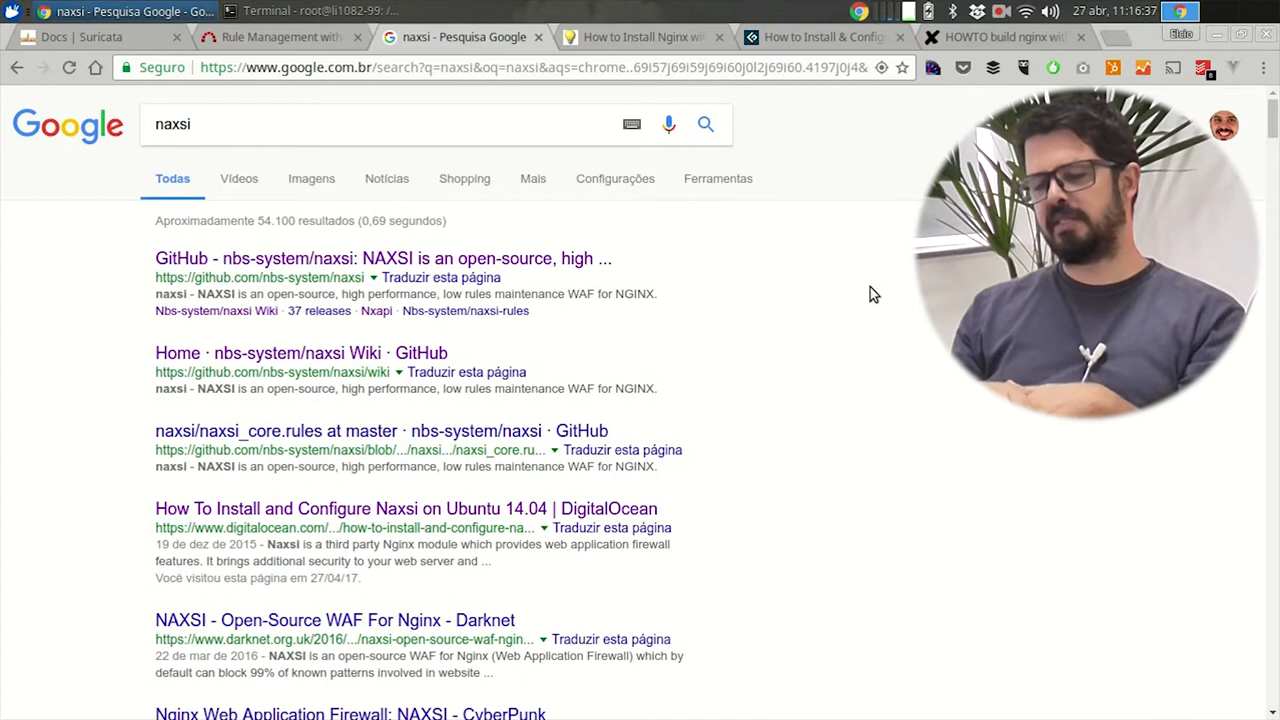 naxsi - Pesquisa Google - Go...
Terminal - root@li1082-99: /...
27 abr, 11:16:37
Docs | Suricata
Rule Management with
naxsi - Pesquisa Google
How to Install Nginx wi
How to Install & Config
HOWTO build nginx with
Elcio
Seguro
https://www.google.com.br/search?q=naxsi&oq=naxsi&aqs=chrome..69i57j69i59j69i60j0l2j69i60.4197j0j4&
8
Google
naxsi
Todas
Vídeos
Imagens
Notícias
Shopping
Mais
Configurações
Ferramentas
Aproximadamente 54.100 resultados (0,69 segundos)
GitHub - nbs-system/naxsi: NAXSI is an open-source, high ...
https://github.com/nbs-system/naxsi Traduzir esta página
naxsi - NAXSI is an open-source, high performance, low rules maintenance WAF for NGINX.
Nbs-system/naxsi Wiki · 37 releases · Nxapi · Nbs-system/naxsi-rules
Home · nbs-system/naxsi Wiki · GitHub
https://github.com/nbs-system/naxsi/wiki Traduzir esta página
naxsi - NAXSI is an open-source, high performance, low rules maintenance WAF for NGINX.
naxsi/naxsi_core.rules at master · nbs-system/naxsi · GitHub
https://github.com/nbs-system/naxsi/blob/.../naxsi.../naxsi_core.ru... Traduzir esta página
naxsi - NAXSI is an open-source, high performance, low rules maintenance WAF for NGINX.
How To Install and Configure Naxsi on Ubuntu 14.04 | DigitalOcean
https://www.digitalocean.com/.../how-to-install-and-configure-na... Traduzir esta página
19 de dez de 2015 - Naxsi is a third party Nginx module which provides web application firewall
features. It brings additional security to your web server and ...
Você visitou esta página em 27/04/17.
NAXSI - Open-Source WAF For Nginx - Darknet
https://www.darknet.org.uk/2016/.../naxsi-open-source-waf-ngin... Traduzir esta página
22 de mar de 2016 - NAXSI is an open-source WAF for Nginx (Web Application Firewall) which by
default can block 99% of known patterns involved in website ...
Nginx Web Application Firewall: NAXSI - CyberPunk